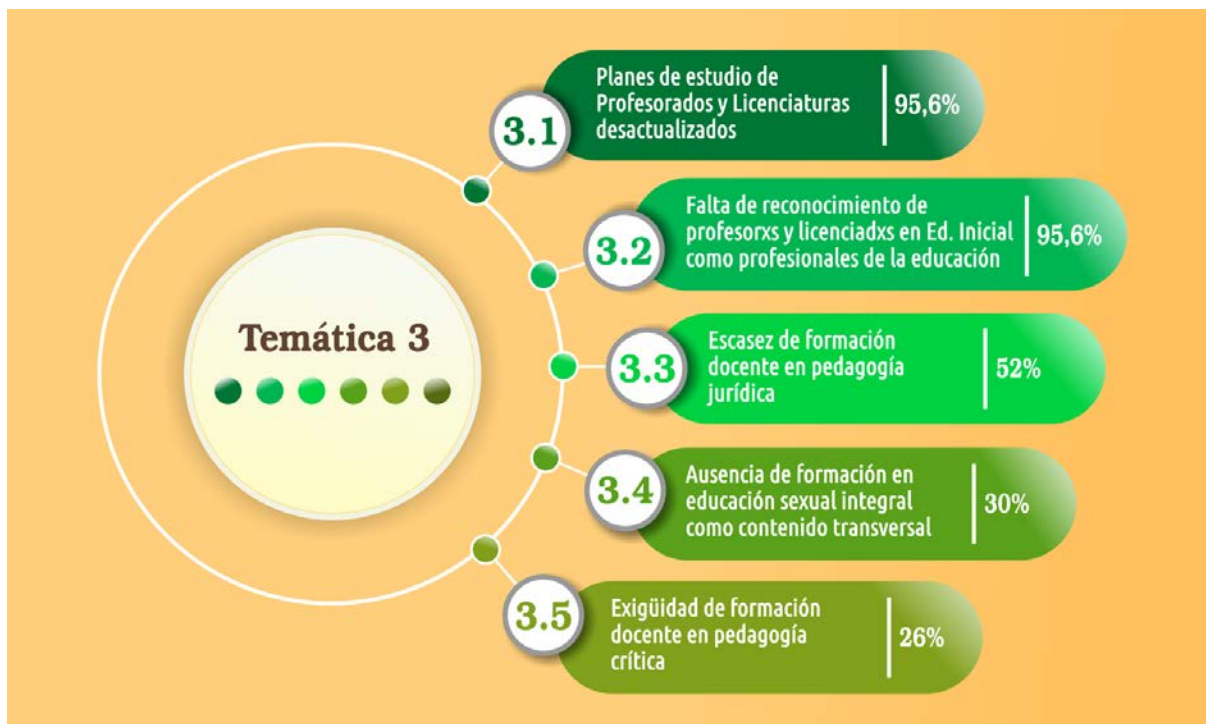 Temática 3
3.1
Planes de estudio de
Profesorados y Licenciaturas
desactualizados
95,6%
3.2
Falta de reconocimiento de
profesorxs y licenciadxs en Ed. Inicial
como profesionales de la educación
95,6%
3.3
Escasez de formación
docente en pedagogía
jurídica
52%
3.4
Ausencia de formación en
educación sexual integral
como contenido transversal
30%
3.5
Exigüidad de formación
docente en pedagogía
crítica
26%